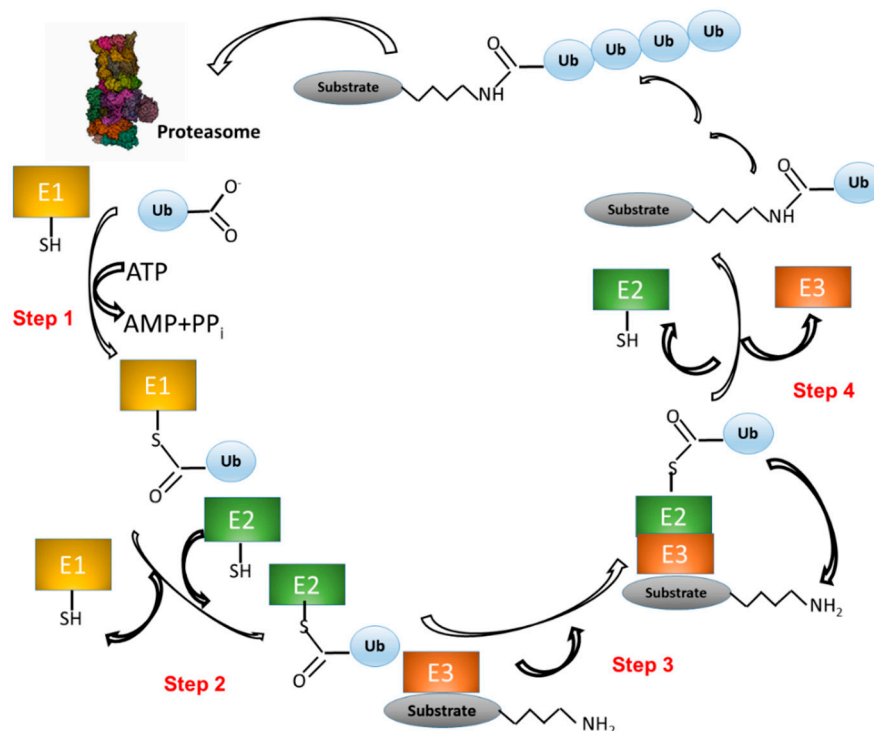 O
Ub
Ub
Ub
Ub
Substrate
NH
Proteasome
E1
SH
Ub
O-
O
ATP
Step 1
AMP+PPi
O
Ub
Substrate
NH
E2
SH
E3
Step 4
E1
S
O
Ub
O
Ub
S
E2
SH
E2
E3
Substrate
NH2
E1
SH
E2
S
O
Ub
E3
Step 2
Step 3
Substrate
NH2